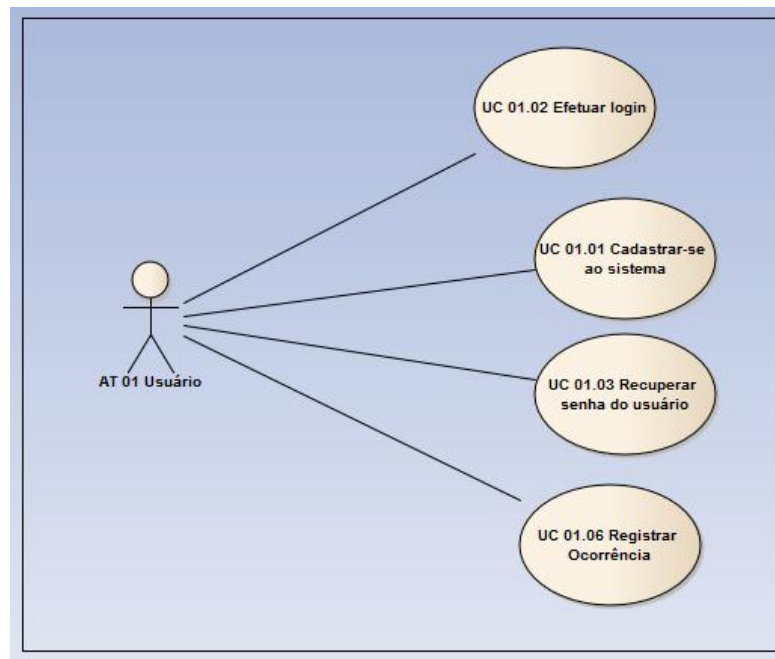 UC 01.02 Efetuar login
UC 01.01 Cadastrar-se
ao sistema
AT 01 Usuário
UC 01.03 Recuperar
senha do usuário
UC 01.06 Registrar
Ocorrência